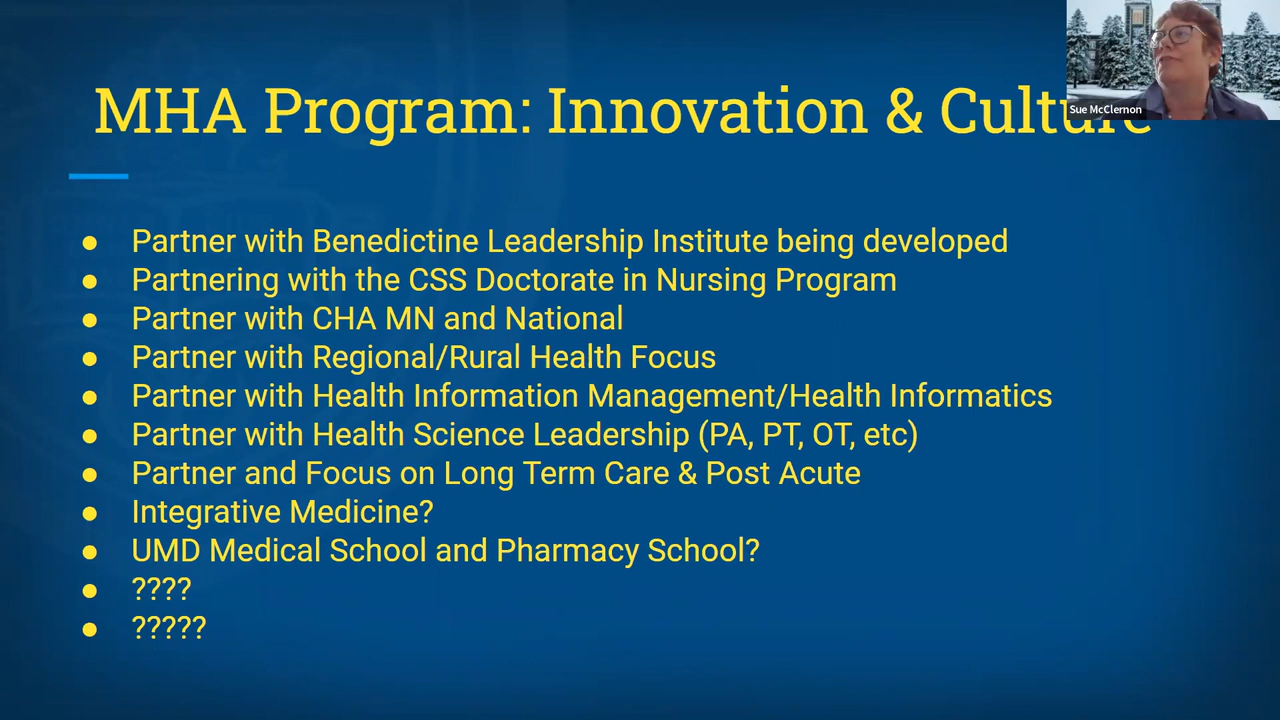 MHA Program: Innovation & Culture
Sue McClernon
● Partner with Benedictine Leadership Institute being developed
● Partnering with the CSS Doctorate in Nursing Program
● Partner with CHA MN and National
● Partner with Regional/Rural Health Focus
● Partner with Health Information Management/Health Informatics
● Partner with Health Science Leadership (PA, PT, OT, etc)
● Partner and Focus on Long Term Care & Post Acute
● Integrative Medicine?
● UMD Medical School and Pharmacy School?
● ????
● ?????